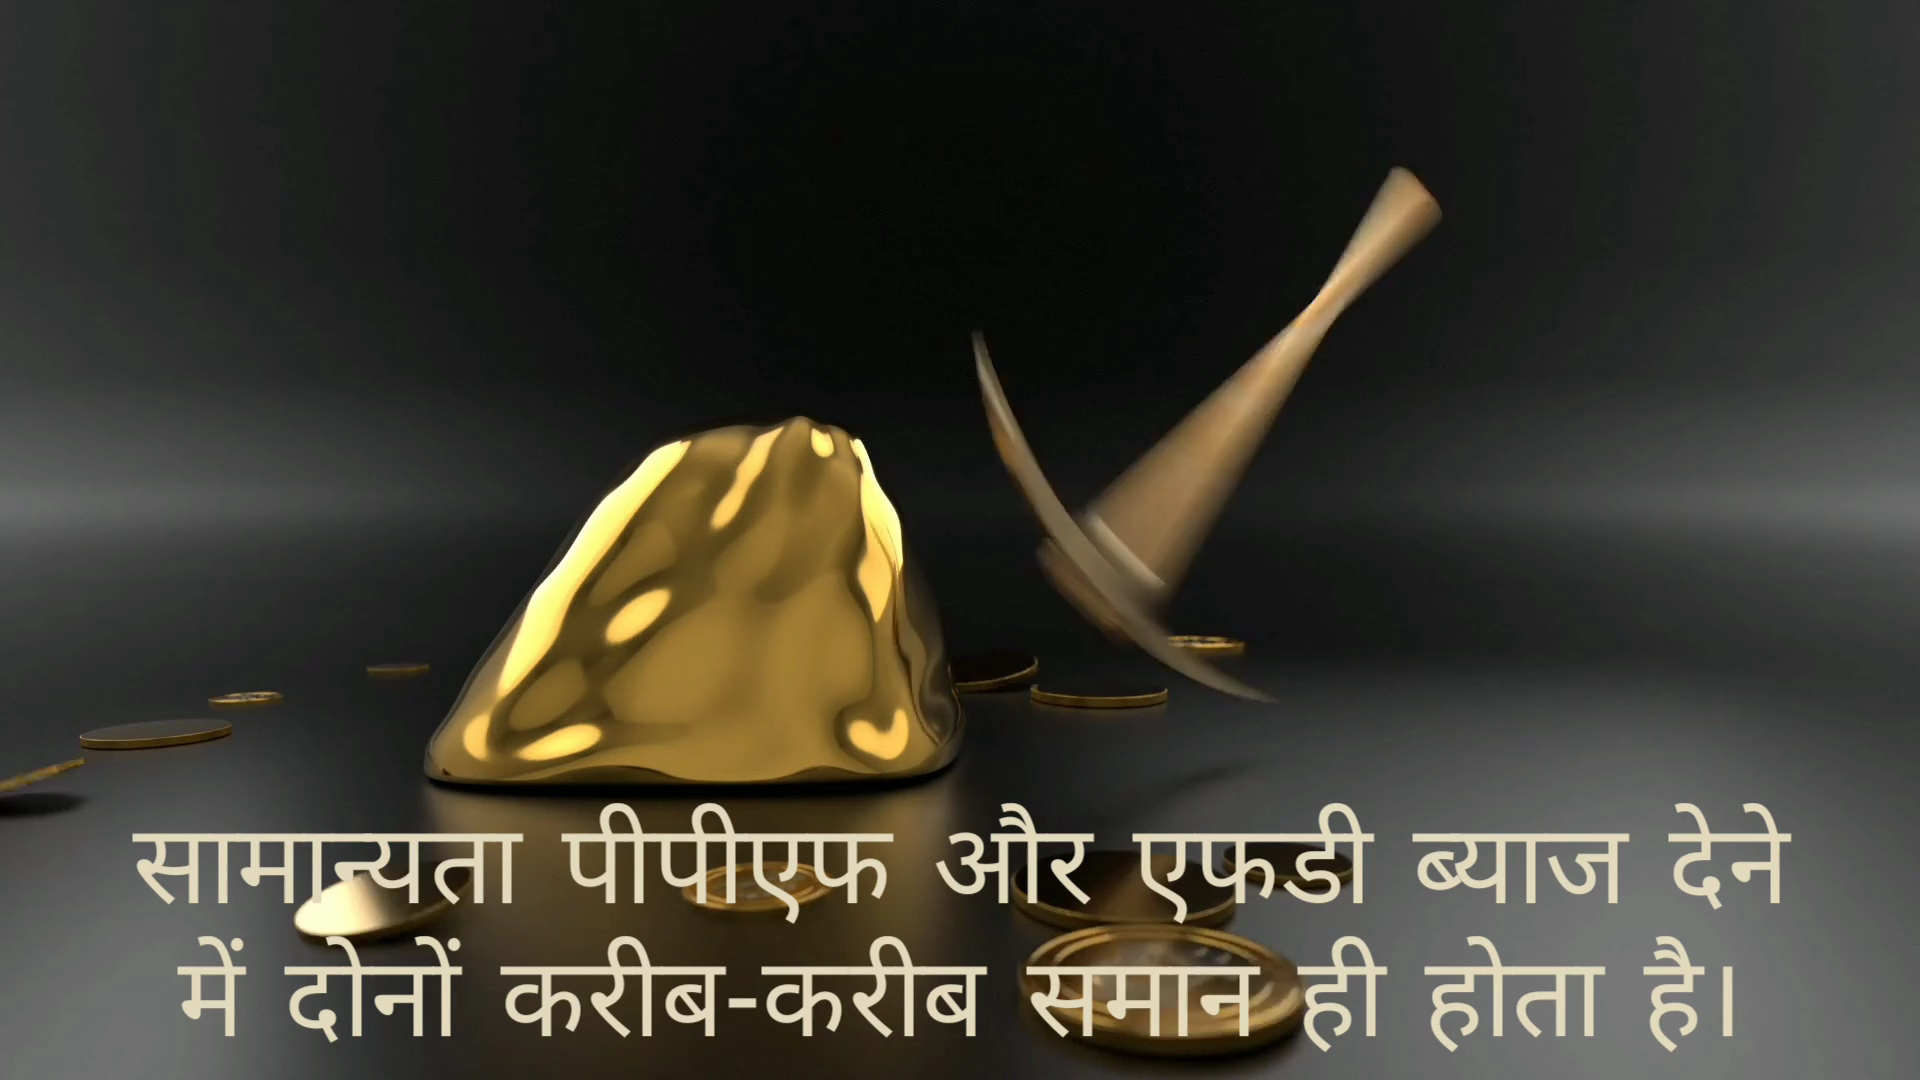 सामान्यता पीपीएफ और एफडी ब्याज देने
में दोनों करीब-करीब समान ही होता है।